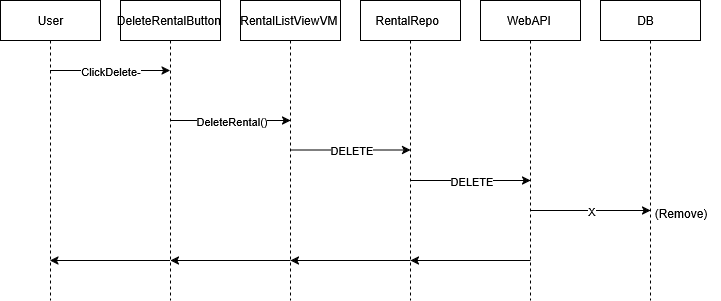 User
DeleteRentalButton
RentalListViewVM
RentalRepo
WebAPI
DB
ClickDelete-
DeleteRental()
DELETE
DELETE
X
(Remove)